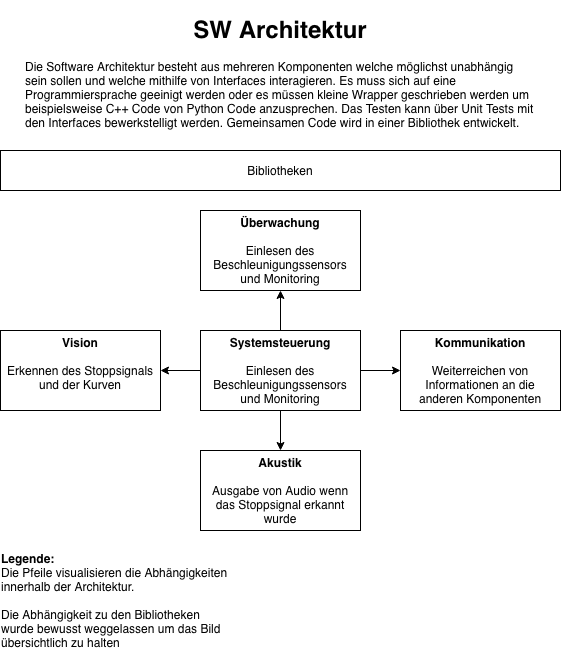 SW Architektur
Die Software Architektur besteht aus mehreren Komponenten welche möglichst unabhängig
sein sollen und welche mithilfe von Interfaces interagieren. Es muss sich auf eine
Programmiersprache geeinigt werden oder es müssen kleine Wrapper geschrieben werden um
beispielsweise C++ Code von Python Code anzusprechen. Das Testen kann über Unit Tests mit
den Interfaces bewerkstelligt werden. Gemeinsamen Code wird in einer Bibliothek entwickelt.
Bibliotheken
Überwachung
Einlesen des
Beschleunigungssensors
und Monitoring
Vision
Erkennen des Stoppsignals
und der Kurven
Systemsteuerung
Einlesen des
Beschleunigungssensors
und Monitoring
Kommunikation
Weiterreichen von
Informationen an die
anderen Komponenten
Akustik
Ausgabe von Audio wenn
das Stoppsignal erkannt
wurde
Legende:
Die Pfeile visualisieren die Abhängigkeiten
innerhalb der Architektur.
Die Abhängigkeit zu den Bibliotheken
wurde bewusst weggelassen um das Bild
übersichtlich zu halten